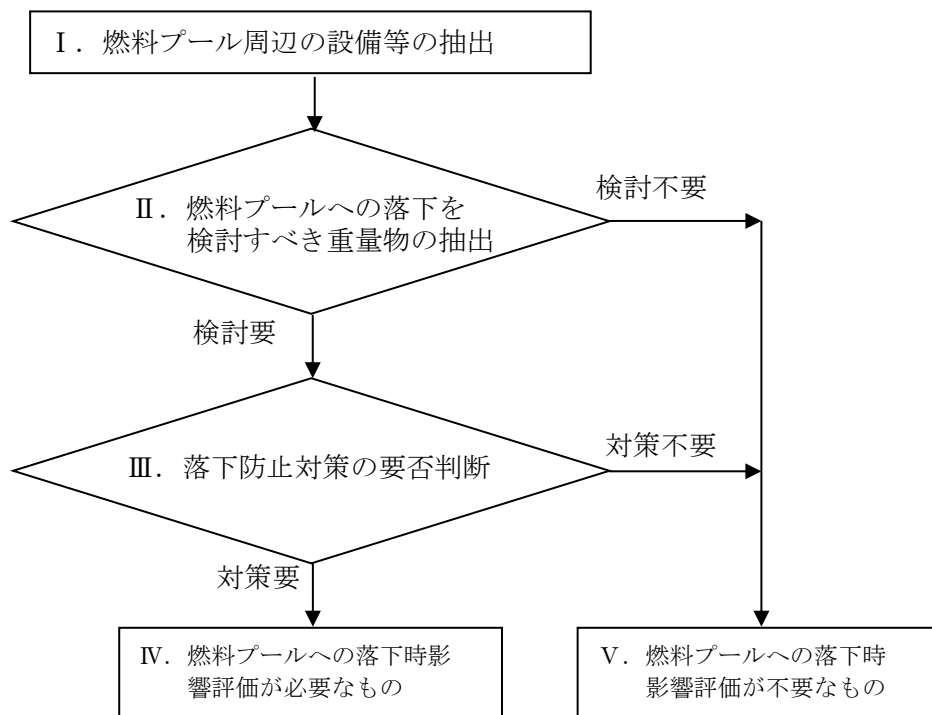 Ⅰ．燃料プール周辺の設備等の抽出
検討不要
Ⅱ．燃料プールへの落下を
検討すべき重量物の抽出
検討要
対策不要
Ⅲ．落下防止対策の要否判断
対策要
Ⅳ．燃料プールへの落下時影
響評価が必要なもの
Ⅴ．燃料プールへの落下時
影響評価が不要なもの